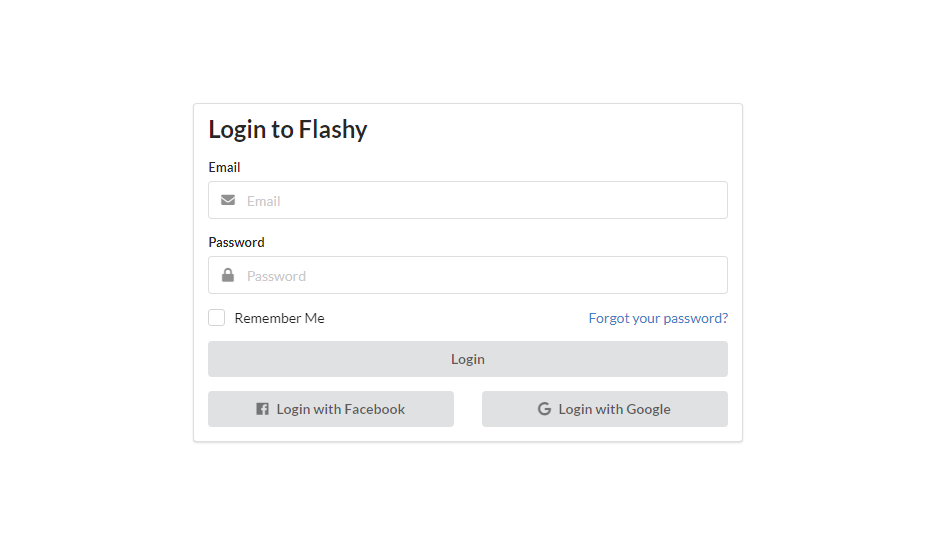 Login to Flashy
Email
Email
Password
Password
Remember Me Forgot your password?
Login
Login with Facebook Login with Google